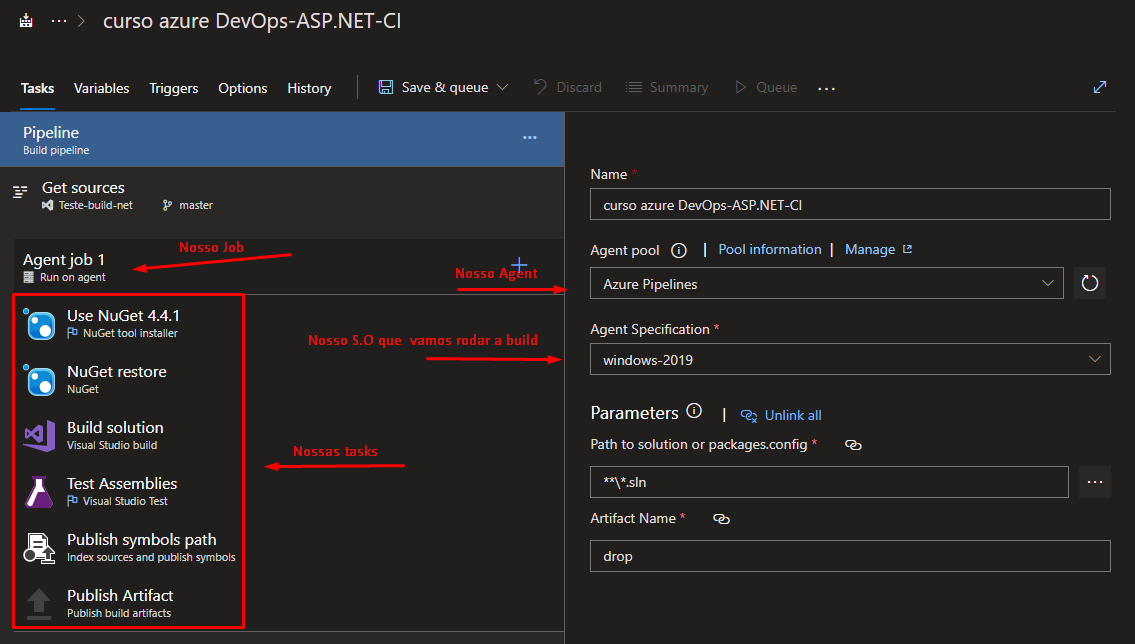 ··· > curso azure DevOps-ASP.NET-CI
Tasks Variables Triggers Options History Save & queue Discard Summary Queue ···
Pipeline
Build pipeline
···
Get sources
Teste-build-net master
Agent job 1
Run on agent
Nosso Job
Use NuGet 4.4.1
NuGet tool installer
NuGet restore
NuGet
Build solution
Visual Studio build
Test Assemblies
Visual Studio Test
Publish symbols path
Index sources and publish symbols
Publish Artifact
Publish build artifacts
Nosso Agent
Nosso S.O que vamos rodar a build
Nossas tasks
Name *
curso azure DevOps-ASP.NET-CI
Agent pool | Pool information | Manage
Azure Pipelines
Agent Specification *
windows-2019
Parameters | Unlink all
Path to solution or packages.config *
**\*.sln
···
Artifact Name *
drop